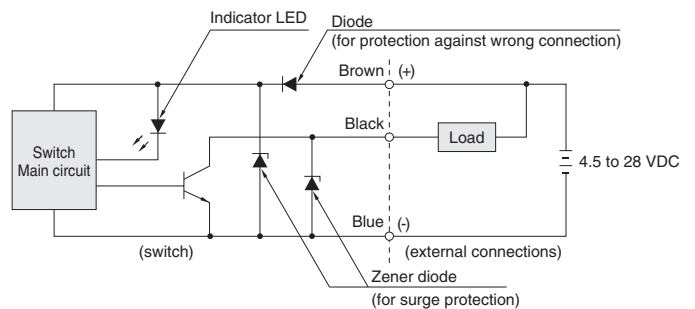 Indicator LED
Diode
(for protection against wrong connection)
Brown
(+)
Black
Load
Switch
Main circuit
4.5 to 28 VDC
Blue
(-)
(switch)
(external connections)
Zener diode
(for surge protection)